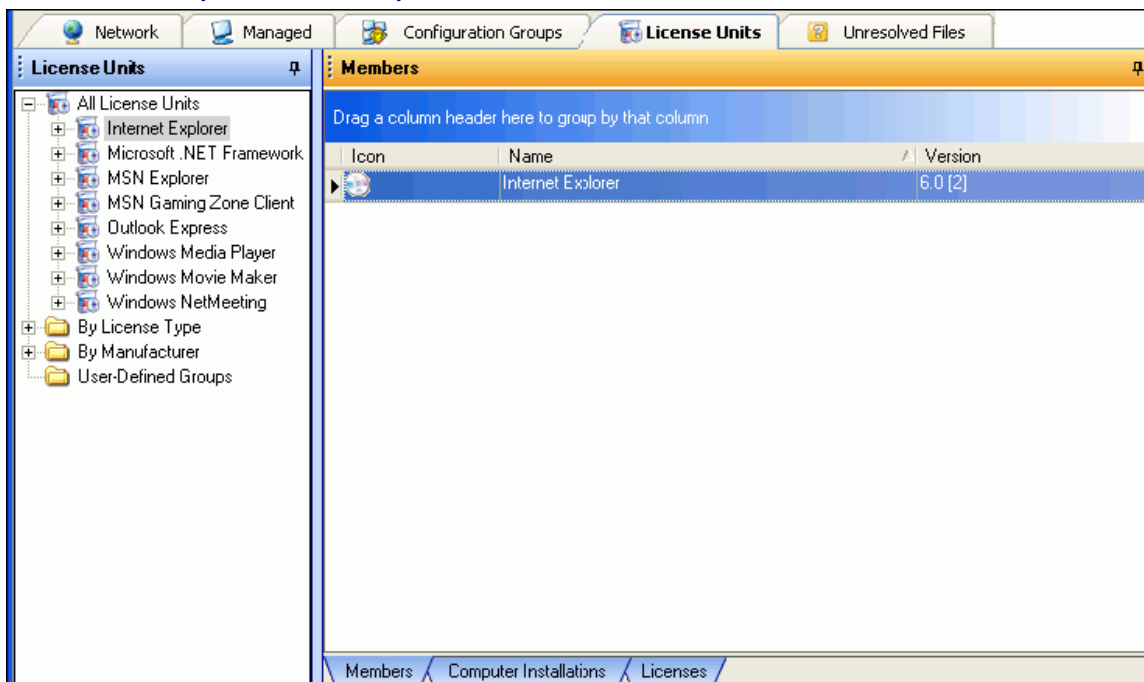 Network Managed Configuration Groups License Units Unresolved Files
License Units
All License Units
Internet Explorer
Microsoft .NET Framework
MSN Explorer
MSN Gaming Zone Client
Outlook Express
Windows Media Player
Windows Movie Maker
Windows NetMeeting
By License Type
By Manufacturer
User-Defined Groups
Members
Drag a column header here to group by that column
Icon Name Version
Internet Explorer 6.0 [2]
Members Computer Installations Licenses